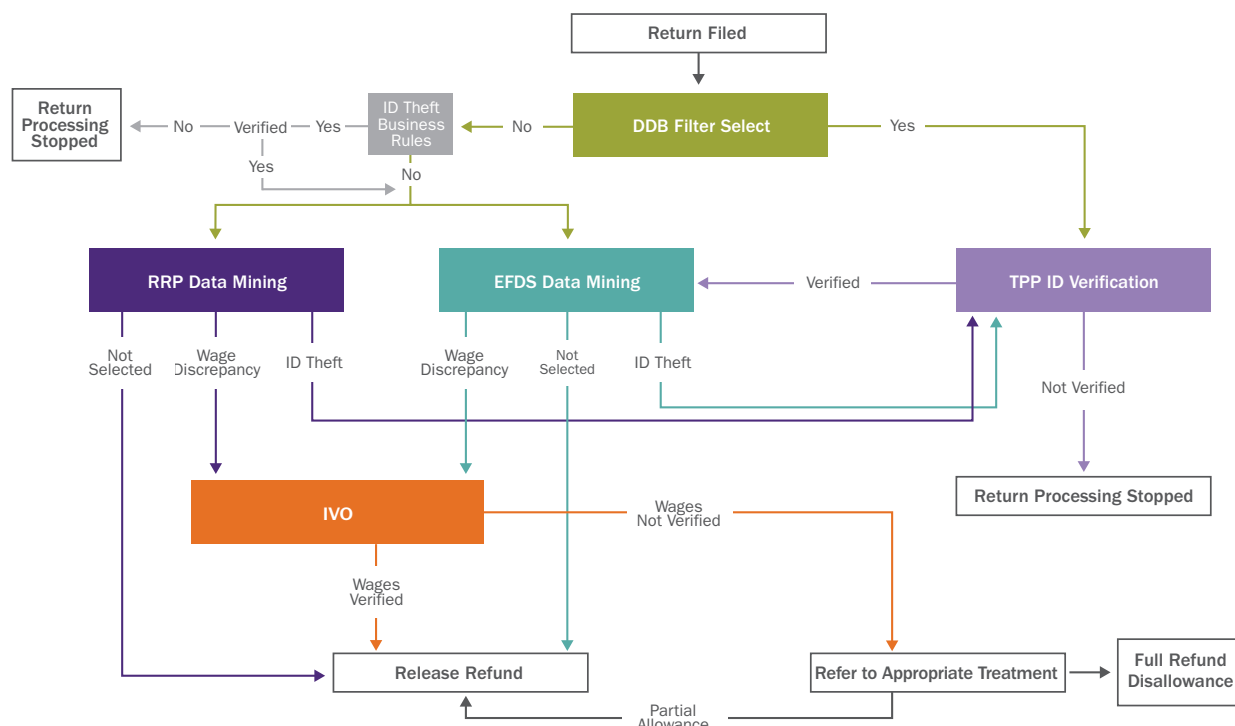 Return Filed
Return
Processing
Stopped
No
Verified
Yes
ID Theft
Business
Rules
No
DDB Filter Select
Yes
Yes
No
RRP Data Mining
EFDS Data Mining
Verified
TPP ID Verification
Not
Selected
Wage
Discrepancy
ID Theft
Wage
Discrepancy
Not
Selected
ID Theft
Not Verified
Return Processing Stopped
IVO
Wages
Not Verified
Wages
Verified
Release Refund
Refer to Appropriate Treatment
Full Refund
Disallowance
Partial
Allowance